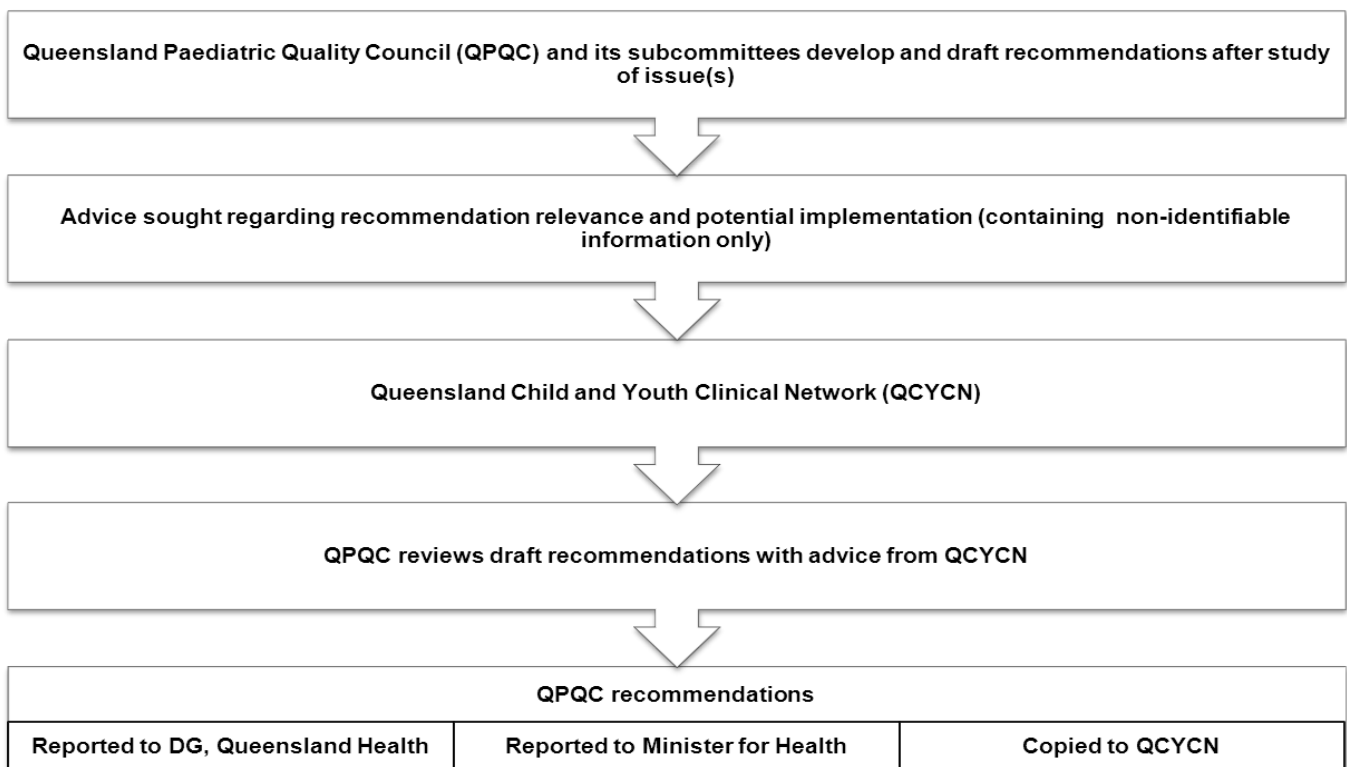 Queensland Paediatric Quality Council (QPQC) and its subcommittees develop and draft recommendations after study
of issue(s)
Advice sought regarding recommendation relevance and potential implementation (containing non-identifiable
information only)
Queensland Child and Youth Clinical Network (QCYCN)
QPQC reviews draft recommendations with advice from QCYCN
QPQC recommendations
Reported to DG, Queensland Health
Reported to Minister for Health
Copied to QCYCN